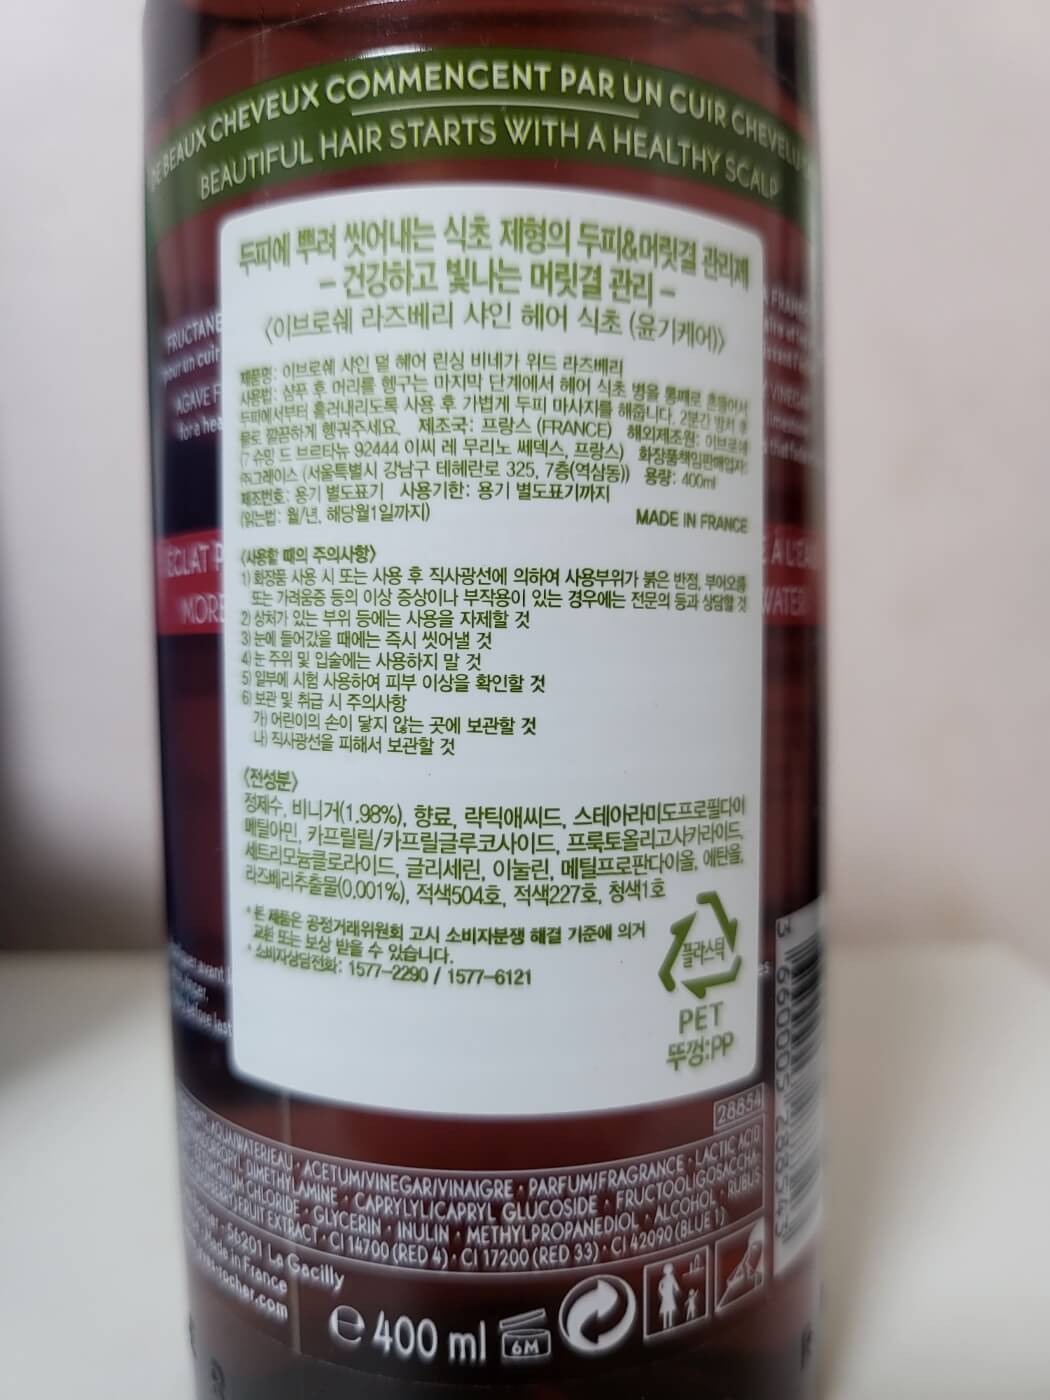 DE BEAUX CHEVEUX COMMENCENT PAR UN CUIR CHEVELU
BEAUTIFUL HAIR STARTS WITH A HEALTHY SCALP
두피에 뿌려 씻어내는 식초 제형의 두피&머릿결 관리제
- 건강하고 빛나는 머릿결 관리 -
〈이브로쉐 라즈베리 샤인 헤어 식초 (윤기케어)〉
제품명: 이브로쉐 샤인 덜 헤어 린싱 비네가 위드 라즈베리
사용법: 샴푸 후 머리를 헹구는 마지막 단계에서 헤어 식초 병을 통째로 흔들어서
두피에서부터 흘러내리도록 사용 후 가볍게 두피 마사지를 해줍니다. 2분간 방치 후
물로 깔끔하게 헹궈주세요. 제조국: 프랑스 (FRANCE) 해외제조원: 이브로쉐
(7 슈망 드 브르타뉴 92444 이씨 레 무리노 쎄덱스, 프랑스) 화장품책임판매업자:
㈜그레이스 (서울특별시 강남구 테헤란로 325, 7층(역삼동)) 용량: 400ml
제조번호: 용기 별도표기 사용기한: 용기 별도표기까지
(읽는법: 월/년, 해당월1일까지)
MADE IN FRANCE
〈사용할 때의 주의사항〉
1) 화장품 사용 시 또는 사용 후 직사광선에 의하여 사용부위가 붉은 반점, 부어오름
또는 가려움증 등의 이상 증상이나 부작용이 있는 경우에는 전문의 등과 상담할 것
2) 상처가 있는 부위 등에는 사용을 자제할 것
3) 눈에 들어갔을 때에는 즉시 씻어낼 것
4) 눈 주위 및 입술에는 사용하지 말 것
5) 일부에 시험 사용하여 피부 이상을 확인할 것
6) 보관 및 취급 시 주의사항
가) 어린이의 손이 닿지 않는 곳에 보관할 것
나) 직사광선을 피해서 보관할 것
〈전성분〉
정제수, 비니거(1.98%), 향료, 락틱애씨드, 스테아라미도프로필다이
메틸아민, 카프릴릴/카프릴글루코사이드, 프룩토올리고사카라이드,
세트리모늄클로라이드, 글리세린, 이눌린, 메틸프로판다이올, 에탄올,
라즈베리추출물(0.001%), 적색504호, 적색227호, 청색1호
* 본 제품은 공정거래위원회 고시 소비자분쟁 해결 기준에 의거
교환 또는 보상 받을 수 있습니다.
* 소비자상담전화: 1577-2290 / 1577-6121
플라스틱
PET
뚜껑:PP
FRUCTANE
pour un cuir
AGAVE F
for a hea
ECLAT
MORE
WATER
before last
28854
AQUA/WATER/EAU · ACETUM/VINEGAR/VINAIGRE · PARFUM/FRAGRANCE · LACTIC ACID
DIMETHYLAMINE · CAPRYLYL/CAPRYL GLUCOSIDE · FRUCTOOLIGOSACCHA
CHLORIDE · GLYCERIN · INULIN · METHYLPROPANEDIOL · ALCOHOL · RUBUS
FRUIT EXTRACT · CI 14700 (RED 4) · CI 17200 (RED 33) · CI 42090 (BLUE 1)
56201 La Gacilly
Made in France
rocher.com
e 400 ml
6M
3 660005 288543